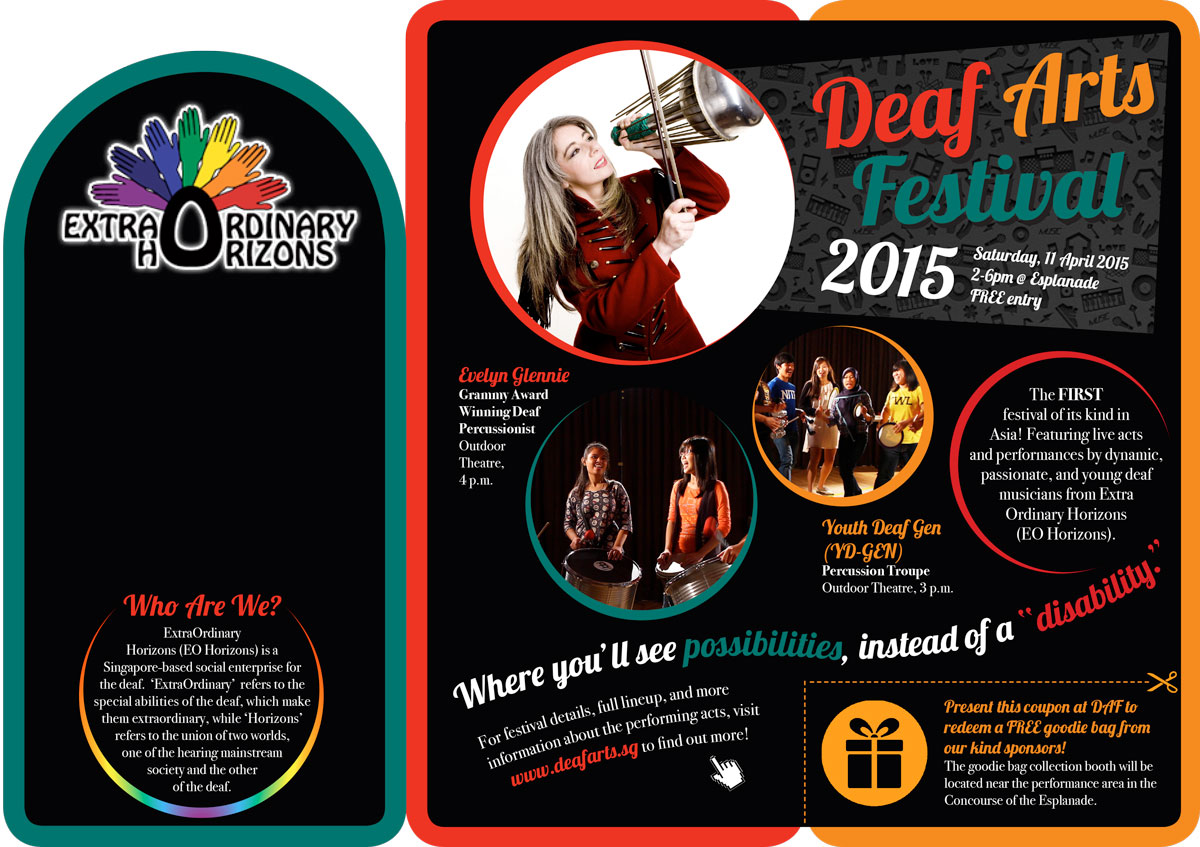 EXTRAORDINARY
HORIZONS
Who Are We?
ExtraOrdinary
Horizons (EO Horizons) is a
Singapore-based social enterprise for
the deaf. ‘ExtraOrdinary’ refers to the
special abilities of the deaf, which make
them extraordinary, while ‘Horizons’
refers to the union of two worlds,
one of the hearing mainstream
society and the other
of the deaf.
Deaf Arts
Festival
2015
Saturday, 11 April 2015
2-6pm @ Esplanade
FREE entry
Evelyn Glennie
Grammy Award
Winning Deaf
Percussionist
Outdoor
Theatre,
4 p.m.
Youth Deaf Gen
(YD-GEN)
Percussion Troupe
Outdoor Theatre, 3 p.m.
The FIRST
festival of its kind in
Asia! Featuring live acts
and performances by dynamic,
passionate, and young deaf
musicians from Extra
Ordinary Horizons
(EO Horizons).
Where you’ll see possibilities, instead of a “disability.”
For festival details, full lineup, and more
information about the performing acts, visit
www.deafarts.sg to find out more!
Present this coupon at DAF to
redeem a FREE goodie bag from
our kind sponsors!
The goodie bag collection booth will be
located near the performance area in the
Concourse of the Esplanade.